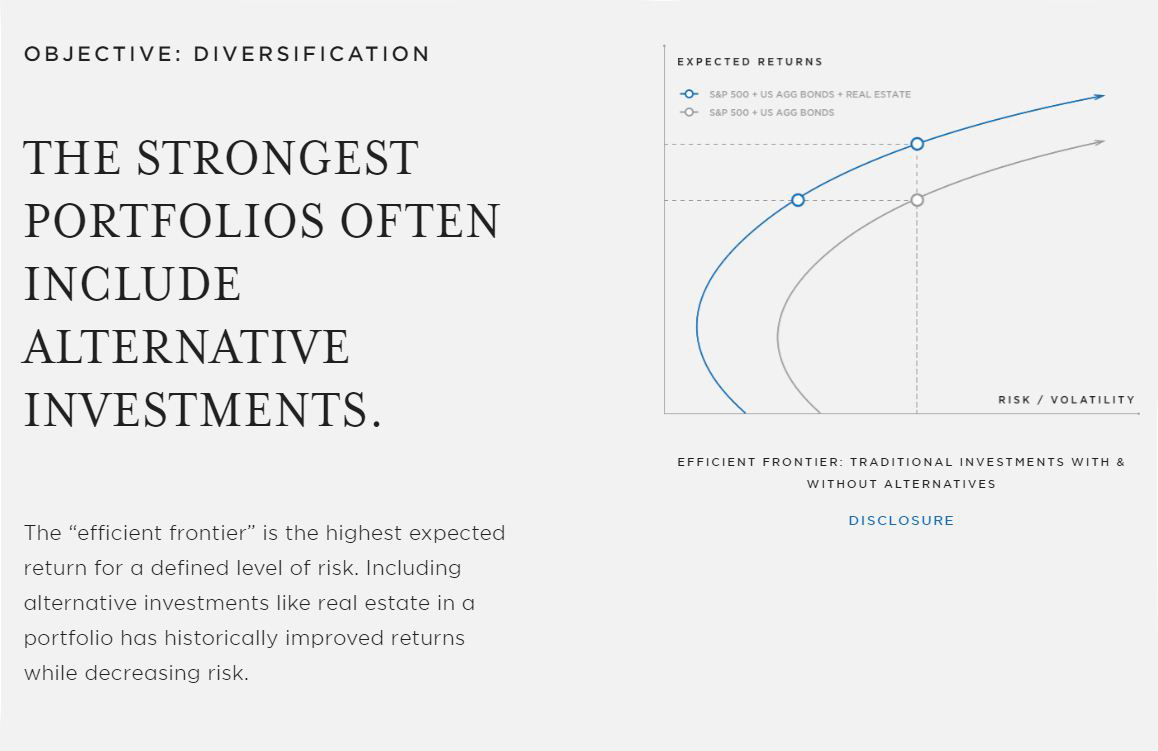 OBJECTIVE: DIVERSIFICATION
THE STRONGEST
PORTFOLIOS OFTEN
INCLUDE
ALTERNATIVE
INVESTMENTS.
The “efficient frontier” is the highest expected
return for a defined level of risk. Including
alternative investments like real estate in a
portfolio has historically improved returns
while decreasing risk.
EXPECTED RETURNS
S&P 500 + US AGG BONDS + REAL ESTATE
S&P 500 + US AGG BONDS
RISK / VOLATILITY
EFFICIENT FRONTIER: TRADITIONAL INVESTMENTS WITH &
WITHOUT ALTERNATIVES
DISCLOSURE